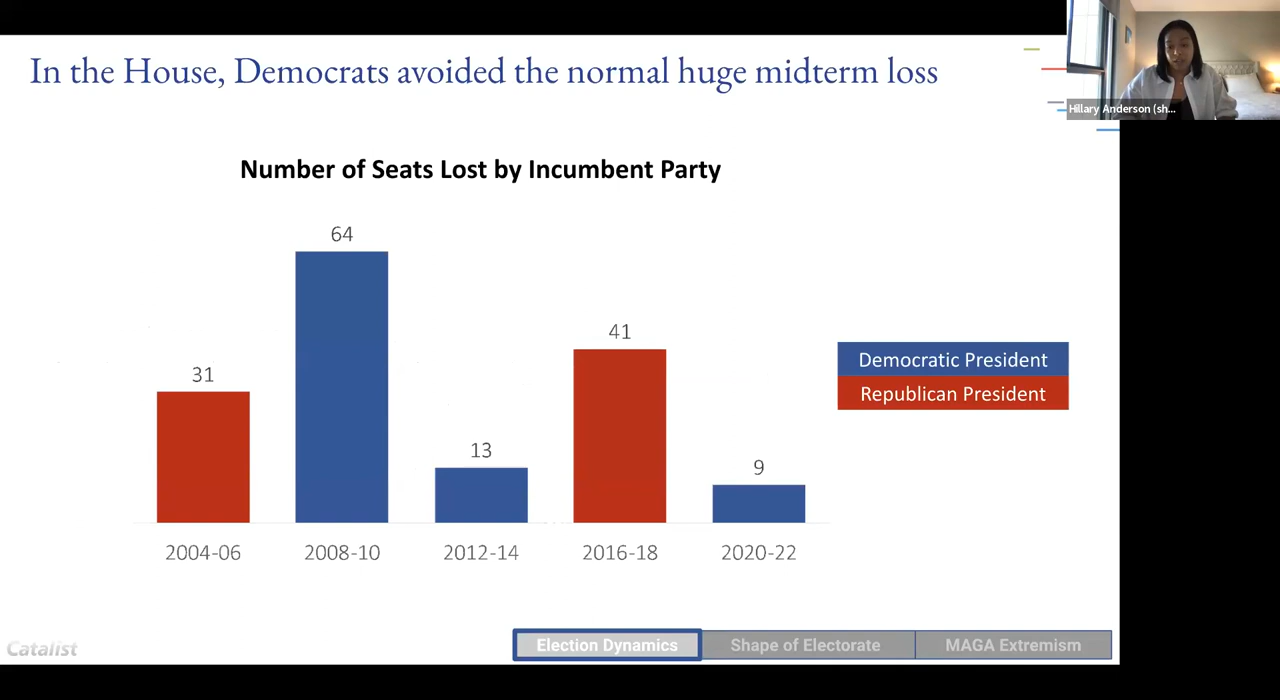 In the House, Democrats avoided the normal huge midterm loss
Hillary Anderson (sh...
Number of Seats Lost by Incumbent Party
64
41
31
13
9
Democratic President
Republican President
2004-06 2008-10 2012-14 2016-18 2020-22
Catalist
Election Dynamics Shape of Electorate MAGA Extremism